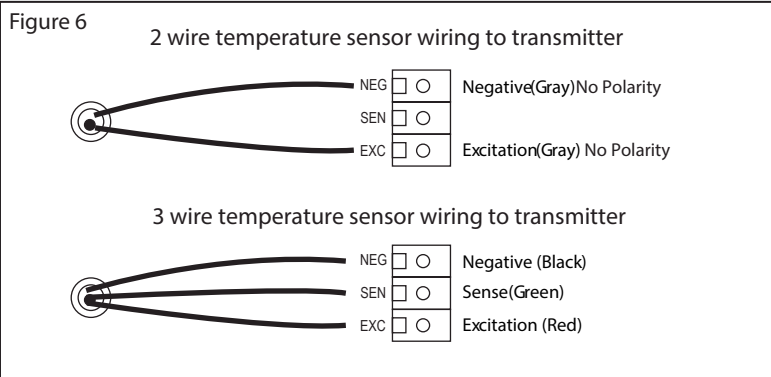 Figure 6
2 wire temperature sensor wiring to transmitter
NEG Negative(Gray)No Polarity
SEN
EXC Excitation(Gray) No Polarity
3 wire temperature sensor wiring to transmitter
NEG Negative (Black)
SEN Sense(Green)
EXC Excitation (Red)